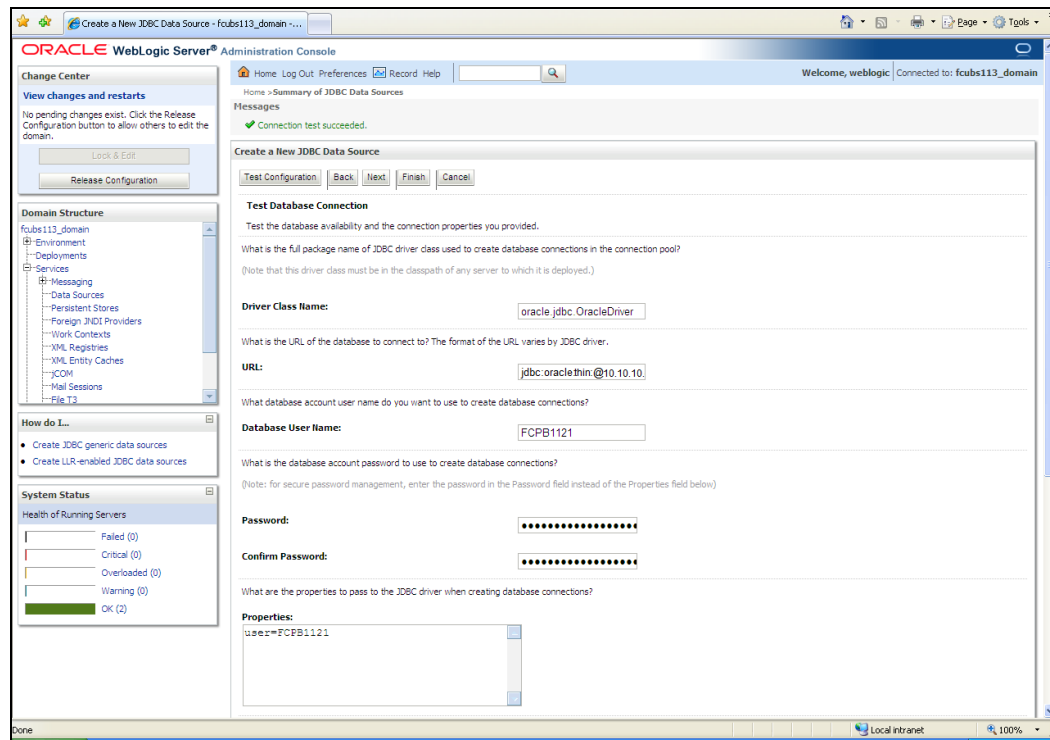 Create a New JDBC Data Source - fcubs113_domain -...
Page
Tools
ORACLE WebLogic Server® Administration Console
Change Center
View changes and restarts
No pending changes exist. Click the Release
Configuration button to allow others to edit the
domain.
Lock & Edit
Release Configuration
Domain Structure
fcubs113_domain
Environment
Deployments
Services
Messaging
Data Sources
Persistent Stores
Foreign JNDI Providers
Work Contexts
XML Registries
XML Entity Caches
jCOM
Mail Sessions
File T3
How do I...
Create JDBC generic data sources
Create LLR-enabled JDBC data sources
System Status
Health of Running Servers
Failed (0)
Critical (0)
Overloaded (0)
Warning (0)
OK (2)
Home Log Out Preferences Record Help
Welcome, weblogic Connected to: fcubs113_domain
Home >Summary of JDBC Data Sources
Messages
Connection test succeeded.
Create a New JDBC Data Source
Test Configuration Back Next Finish Cancel
Test Database Connection
Test the database availability and the connection properties you provided.
What is the full package name of JDBC driver class used to create database connections in the connection pool?
(Note that this driver class must be in the classpath of any server to which it is deployed.)
Driver Class Name: oracle.jdbc.OracleDriver
What is the URL of the database to connect to? The format of the URL varies by JDBC driver.
URL: jdbc:oracle:thin:@10.10.10.
What database account user name do you want to use to create database connections?
Database User Name: FCPB1121
What is the database account password to use to create database connections?
(Note: for secure password management, enter the password in the Password field instead of the Properties field below)
Password:
Confirm Password:
What are the properties to pass to the JDBC driver when creating database connections?
Properties:
user=FCPB1121
Done
Local intranet
100%